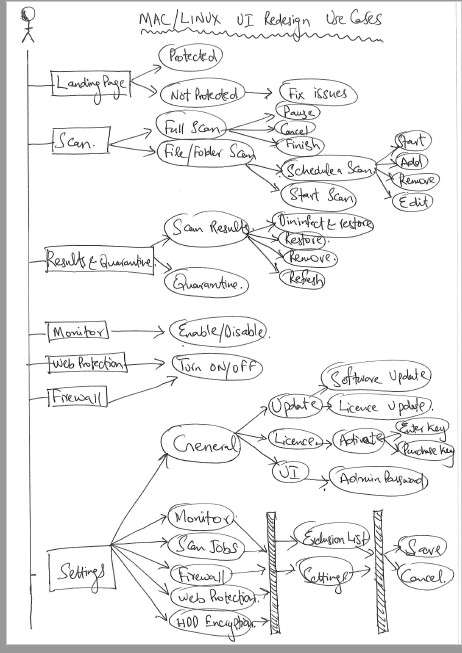 MAC/LINUX UI Redesign Use Cases
Protected
Landing Page
Not Protected
Fix issues
Pause
Full Scan
Cancel
Finish
Scan.
File/Folder Scan
Schedule a Scan
Start
Add
Remove
Edit
Start Scan
Scan Results
Disinfect & restore
Restore.
Remove.
Refresh
Results & Quarantine.
Quarantine.
Monitor
Enable/Disable.
Web Protection
Turn ON/OFF
Firewall
Software Update
Update
Licence Update.
General
Licence
Activate
Enter Key
Purchase Key
UI
Admin Password
Monitor
Scan Jobs
Exclusion List
Save
Settings
Firewall
Settings
Cancel.
Web Protection.
HDD Encryption.